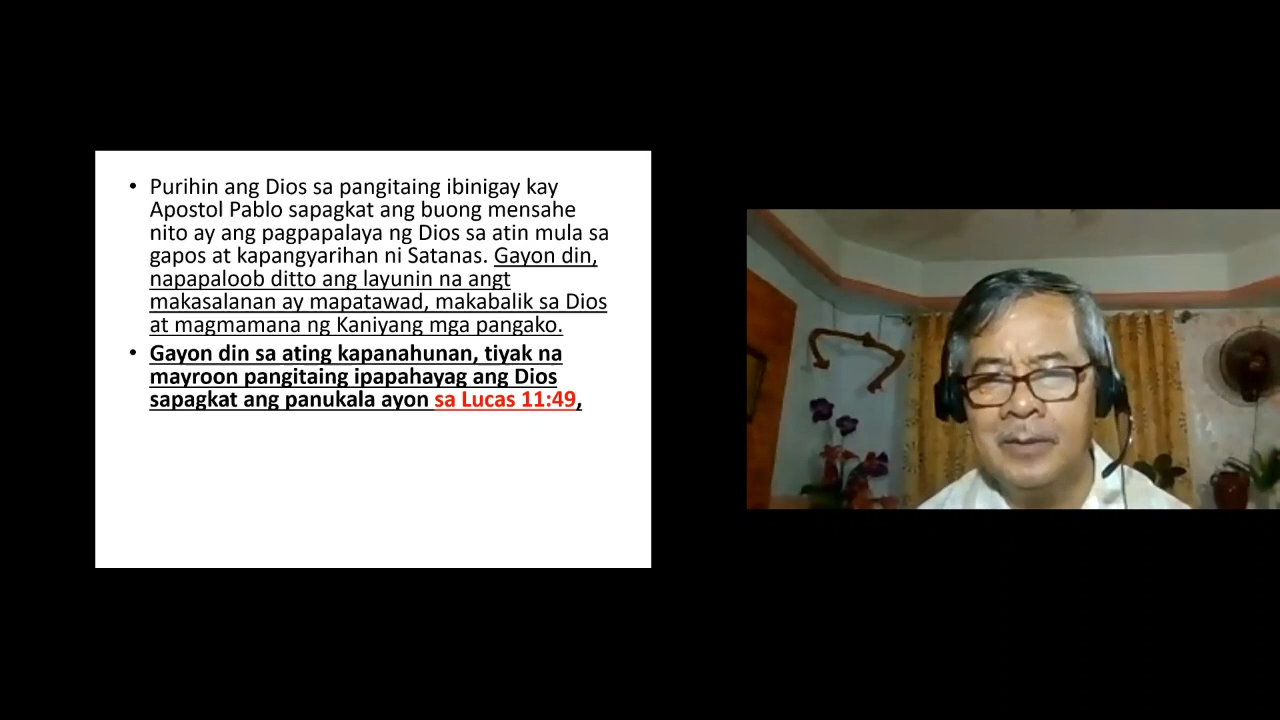 • Purihin ang Dios sa pangitaing ibinigay kay
Apostol Pablo sapagkat ang buong mensahe
nito ay ang pagpapalaya ng Dios sa atin mula sa
gapos at kapangyarihan ni Satanas. Gayon din,
napapaloob ditto ang layunin na angt
makasalanan ay mapatawad, makabalik sa Dios
at magmamana ng Kaniyang mga pangako.
• Gayon din sa ating kapanahunan, tiyak na
mayroon pangitaing ipapahayag ang Dios
sapagkat ang panukala ayon sa Lucas 11:49,